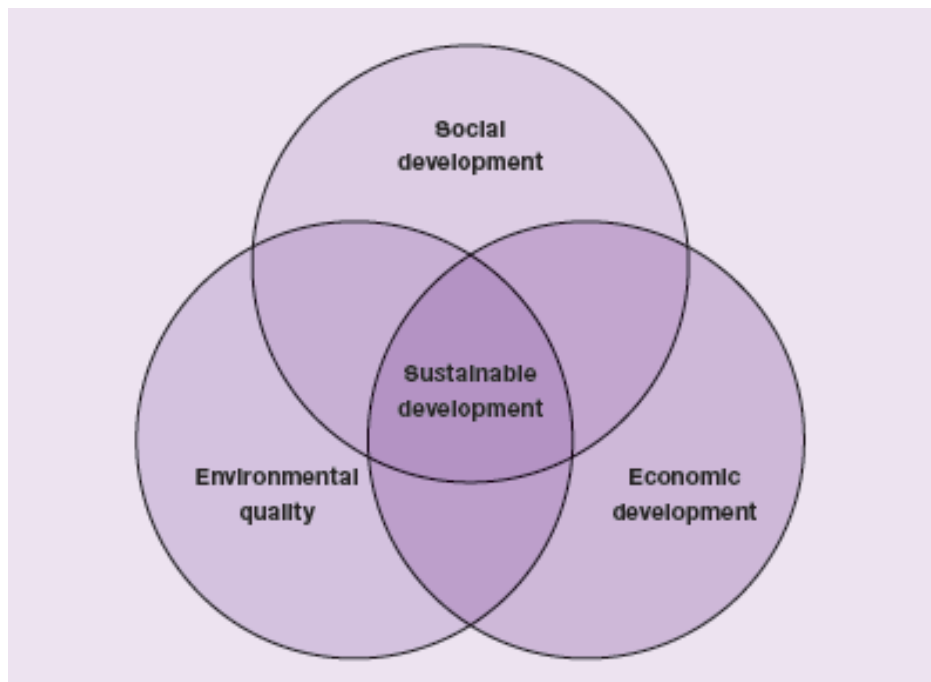 Social
development
Sustainable
development
Environmental
quality
Economic
development